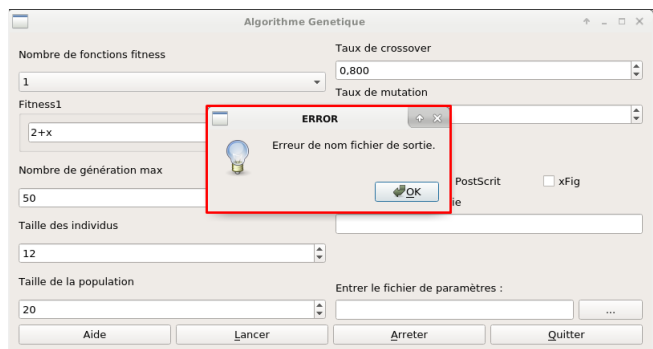 Algorithme Genetique
Nombre de fonctions fitness
1
Fitness1
2+x
Nombre de génération max
50
Taille des individus
12
Taille de la population
20
Taux de crossover
0,800
Taux de mutation
ERROR
Erreur de nom fichier de sortie.
OK
PostScrit
xFig
ie
Entrer le fichier de paramètres :
...
Aide
Lancer
Arreter
Quitter